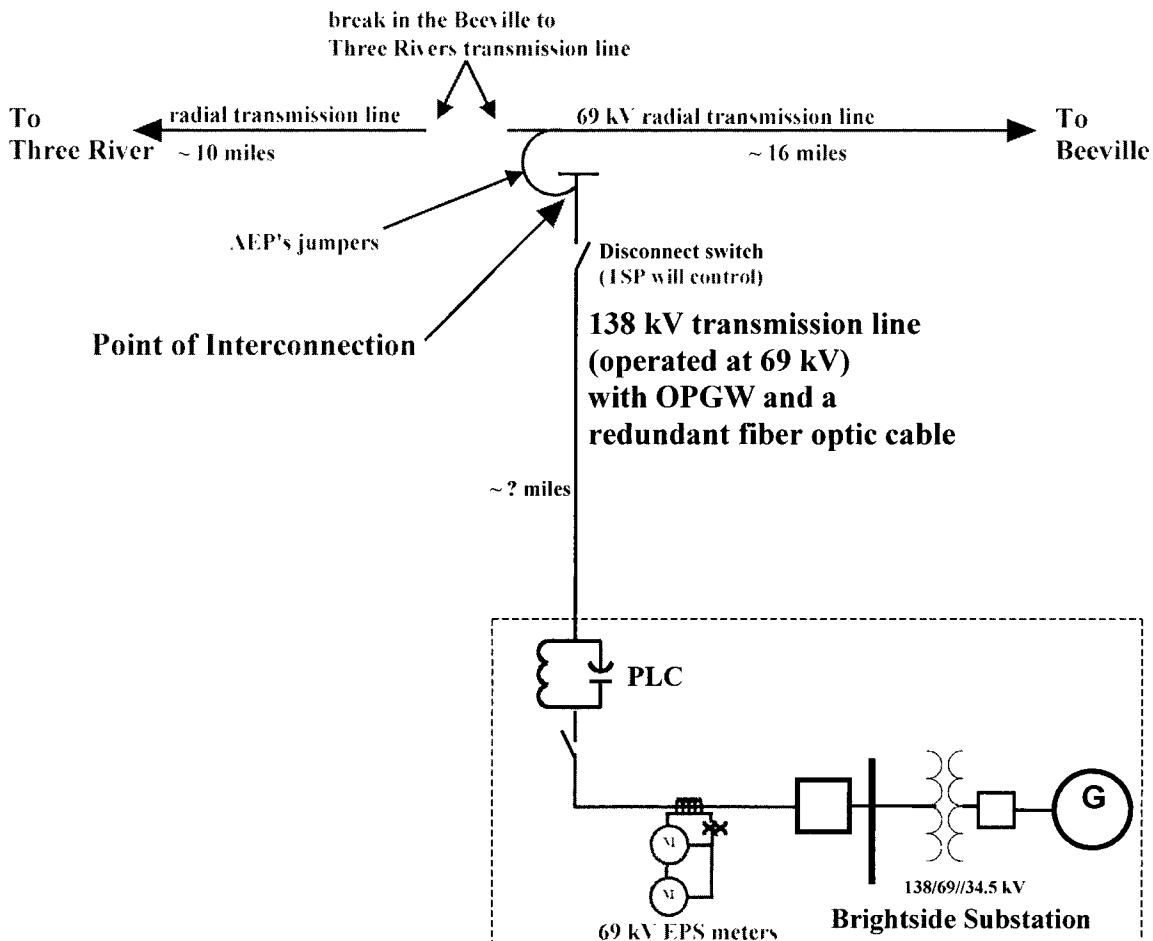 break in the Beeville to
Three Rivers transmission line
To
Three River
radial transmission line
~ 10 miles
69 kV radial transmission line
~ 16 miles
To
Beeville
AEP's jumpers
Disconnect switch
(TSP will control)
Point of Interconnection
138 kV transmission line
(operated at 69 kV)
with OPGW and a
redundant fiber optic cable
~ ? miles
PLC
G
M
M
138/69//34.5 kV
69 kV EPS meters
Brightside Substation